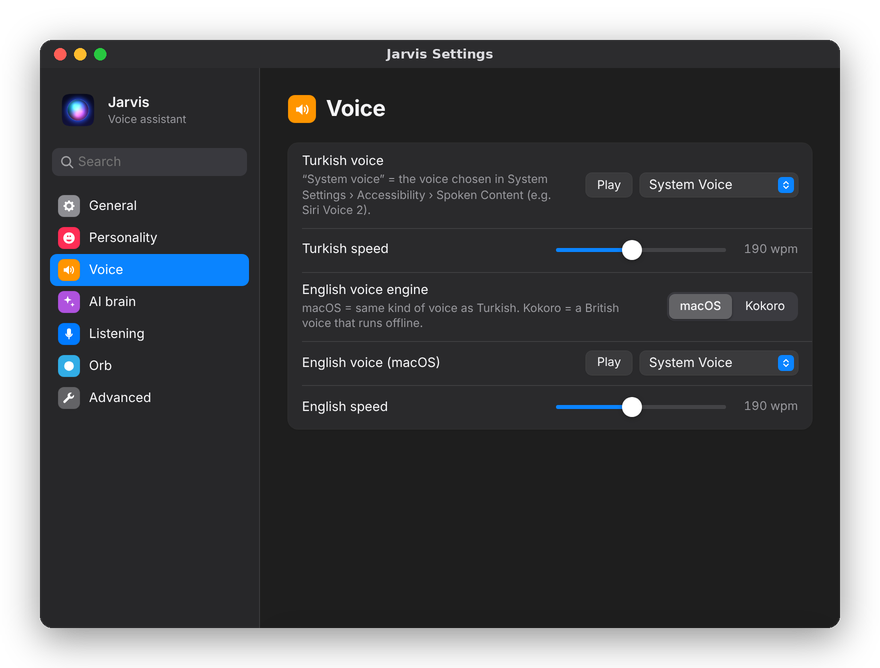 Jarvis Settings
Jarvis
Voice assistant
Search
General
Personality
Voice
AI brain
Listening
Orb
Advanced
Voice
Turkish voice
“System voice” = the voice chosen in System
Settings › Accessibility › Spoken Content (e.g.
Siri Voice 2).
Play
System Voice
Turkish speed
190 wpm
English voice engine
macOS = same kind of voice as Turkish. Kokoro = a British
voice that runs offline.
macOS
Kokoro
English voice (macOS)
Play
System Voice
English speed
190 wpm